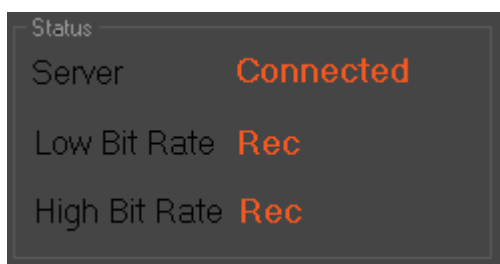 Status
Server Connected
Low Bit Rate Rec
High Bit Rate Rec